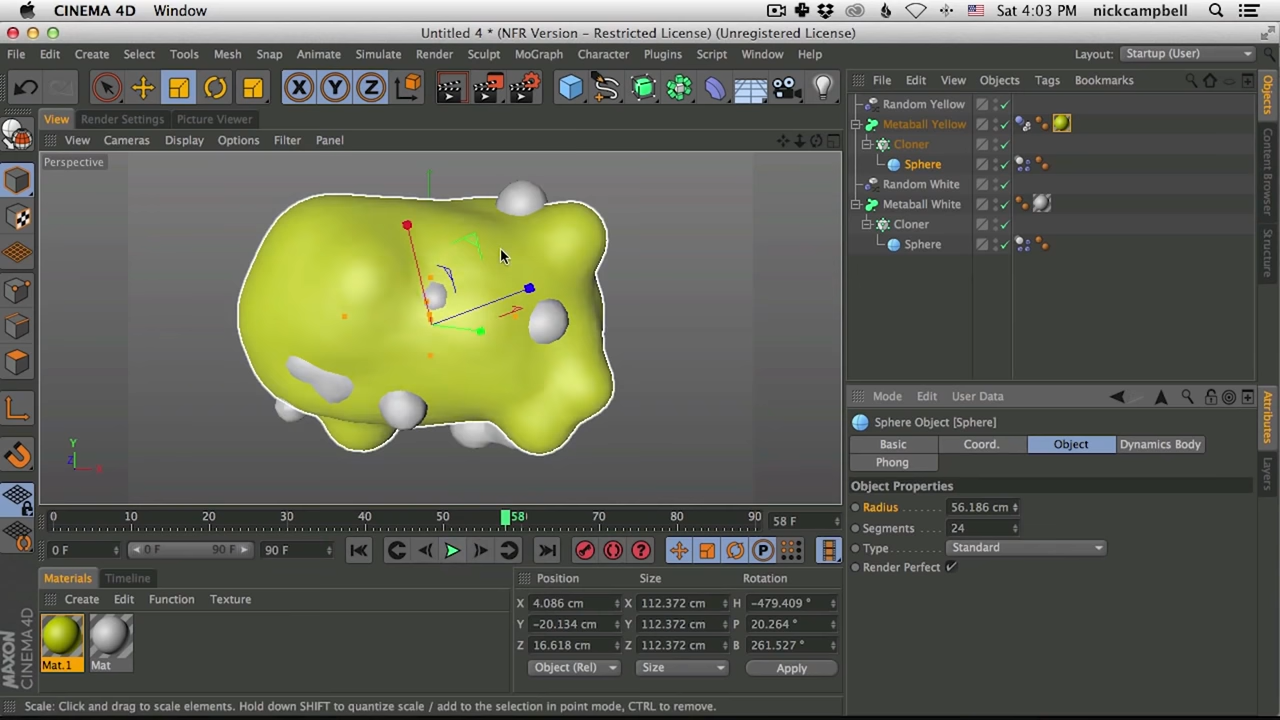 CINEMA 4D Window Sat 4:03 PM nickcampbell
Untitled 4 * (NFR Version - Restricted License) (Unregistered License)
File Edit Create Select Tools Mesh Snap Animate Simulate Render Sculpt MoGraph Character Plugins Script Window Help Layout: Startup (User)
X Y Z
File Edit View Objects Tags Bookmarks
View Render Settings Picture Viewer
View Cameras Display Options Filter Panel
Perspective
Random Yellow
Metaball Yellow
Cloner
Sphere
Random White
Metaball White
Cloner
Sphere
Objects
Content Browser
Structure
Y
Z
Mode Edit User Data
Sphere Object [Sphere]
Basic Coord. Object Dynamics Body
Phong
Object Properties
Radius 56.186 cm
Segments 24
Type Standard
Render Perfect
Attributes
Layers
0 10 20 30 40 50 58 70 80 90 58 F
0 F 0 F 90 F 90 F P
Materials Timeline
Create Edit Function Texture
Mat.1 Mat
Position Size Rotation
X 4.086 cm X 112.372 cm H -479.409 °
Y -20.134 cm Y 112.372 cm P 20.264 °
Z 16.618 cm Z 112.372 cm B 261.527 °
Object (Rel) Size Apply
MAXON
CINEMA 4D
Scale: Click and drag to scale elements. Hold down SHIFT to quantize scale / add to the selection in point mode, CTRL to remove.